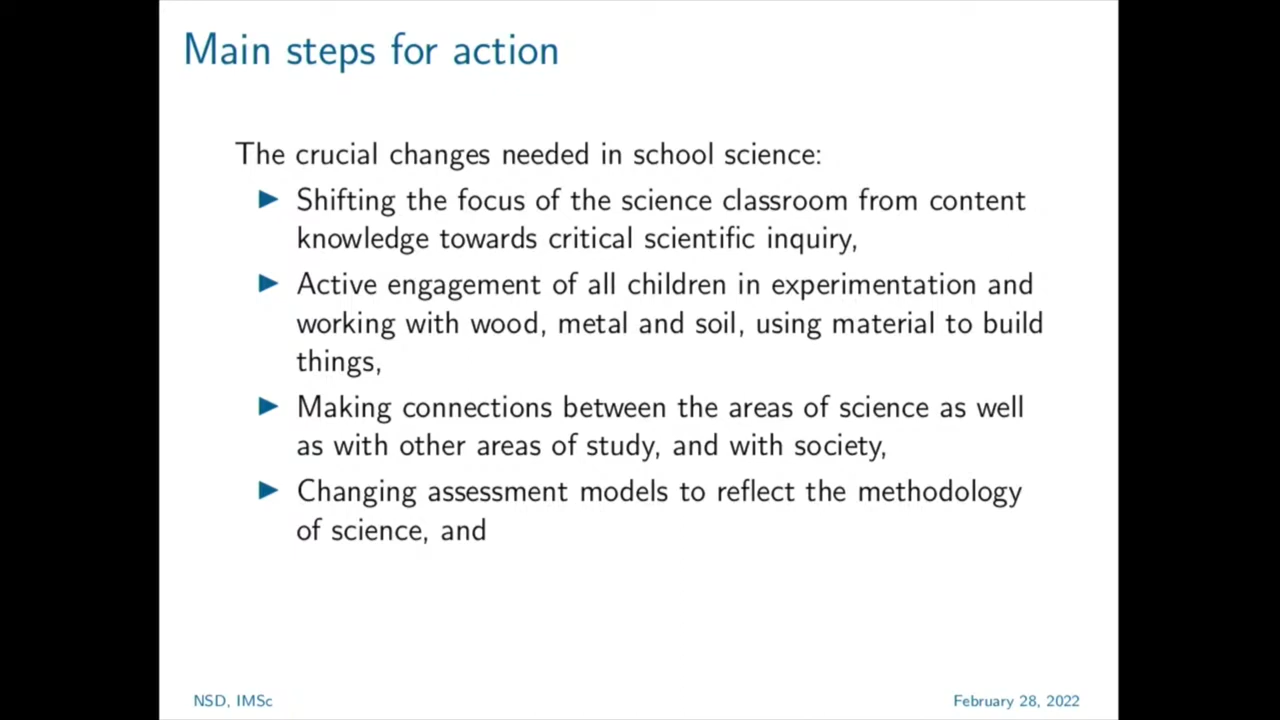 Main steps for action
The crucial changes needed in school science:
Shifting the focus of the science classroom from content
knowledge towards critical scientific inquiry,
Active engagement of all children in experimentation and
working with wood, metal and soil, using material to build
things,
Making connections between the areas of science as well
as with other areas of study, and with society,
Changing assessment models to reflect the methodology
of science, and
NSD, IMSc
February 28, 2022